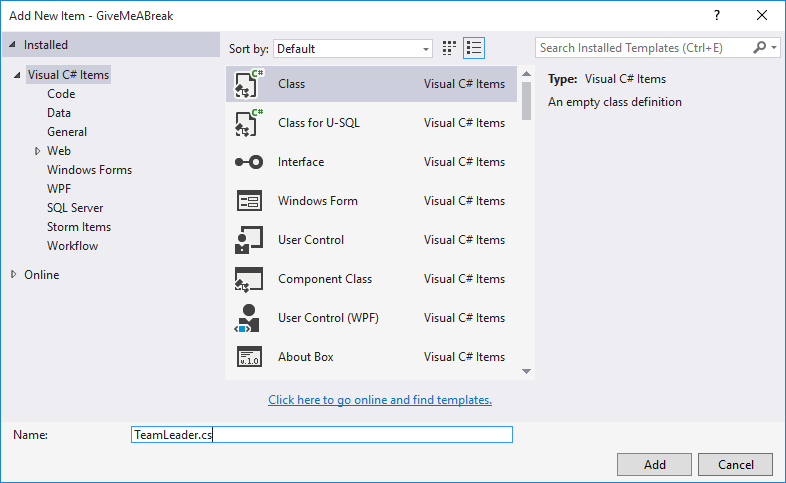 Add New Item - GiveMeABreak
Installed
Sort by: Default
Search Installed Templates (Ctrl+E)
Visual C# Items
Code
Data
General
Web
Windows Forms
WPF
SQL Server
Storm Items
Workflow
Online
C# Class Visual C# Items
C# Class for U-SQL Visual C# Items
Interface Visual C# Items
Windows Form Visual C# Items
User Control Visual C# Items
Component Class Visual C# Items
User Control (WPF) Visual C# Items
v.1.0 About Box Visual C# Items
Type: Visual C# Items
An empty class definition
Click here to go online and find templates.
Name: TeamLeader.cs
Add Cancel